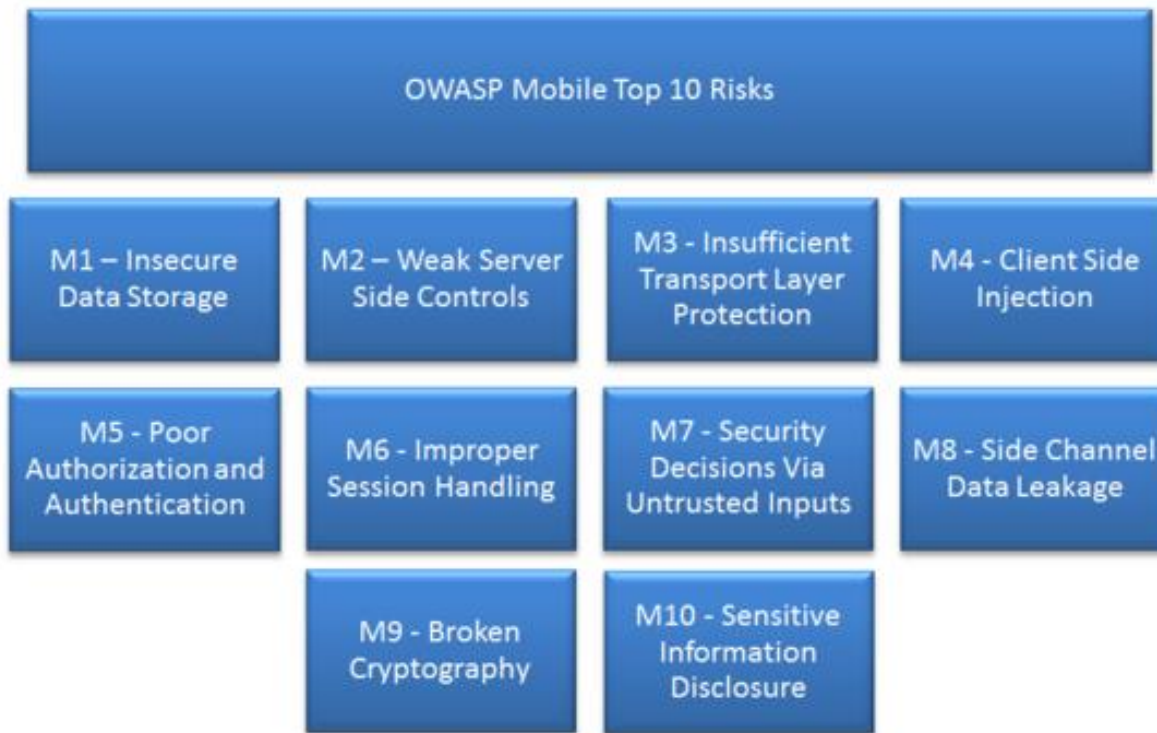 OWASP Mobile Top 10 Risks
M1 – Insecure
Data Storage
M2 – Weak Server
Side Controls
M3 - Insufficient
Transport Layer
Protection
M4 - Client Side
Injection
M5 - Poor
Authorization and
Authentication
M6 - Improper
Session Handling
M7 - Security
Decisions Via
Untrusted Inputs
M8 - Side Channel
Data Leakage
M9 - Broken
Cryptography
M10 - Sensitive
Information
Disclosure